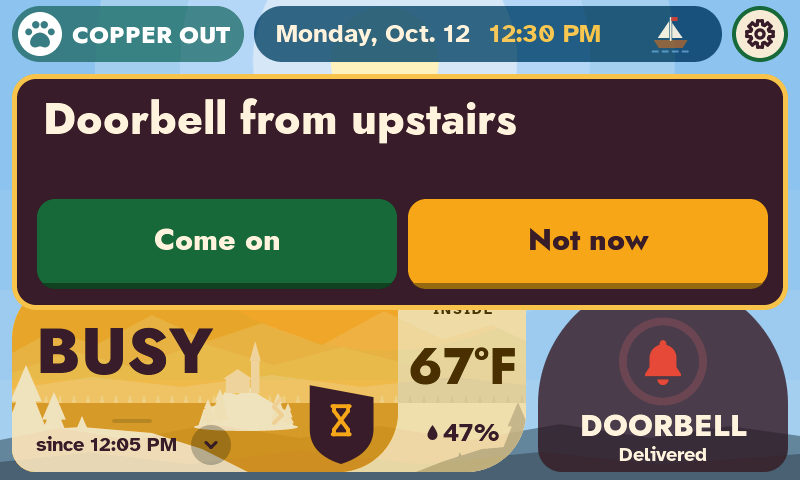 COPPER OUT
Monday, Oct. 12 12:30 PM
Doorbell from upstairs
Come on
Not now
INSIDE
BUSY
67°F
since 12:05 PM
47%
DOORBELL
Delivered